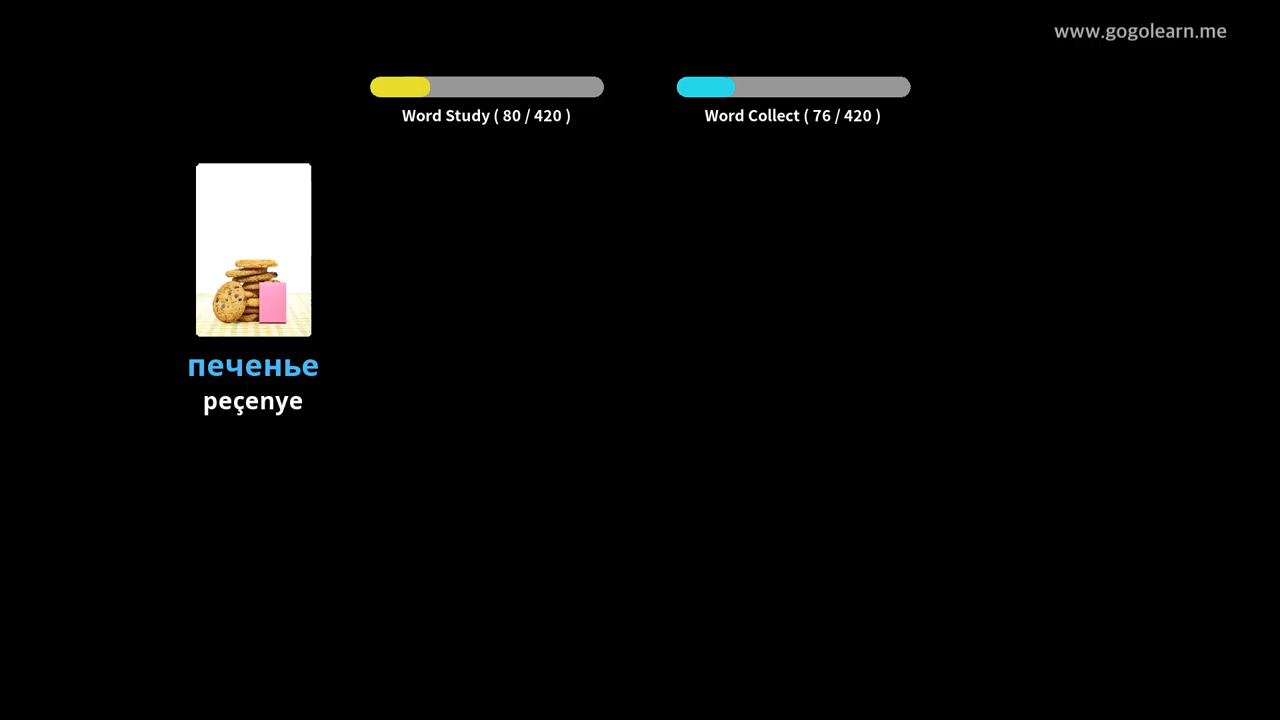 www.gogolearn.me
Word Study ( 80 / 420 )
Word Collect ( 76 / 420 )
печенье
peçenye